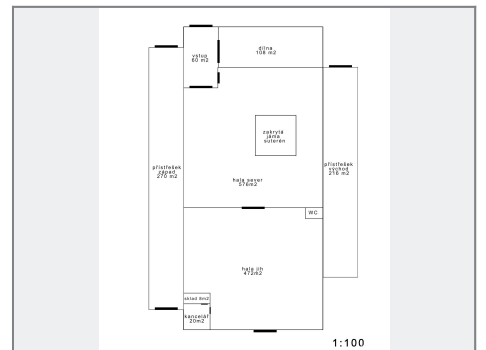 dílna
108 m2
vstup
60 m2
zakrytá
jáma
suterén
přístřešek
západ
270 m2
přístřešek
východ
216 m2
hala sever
576m2
WC
hala jih
472m2
sklad 8m2
kancelář
20m2
1:100